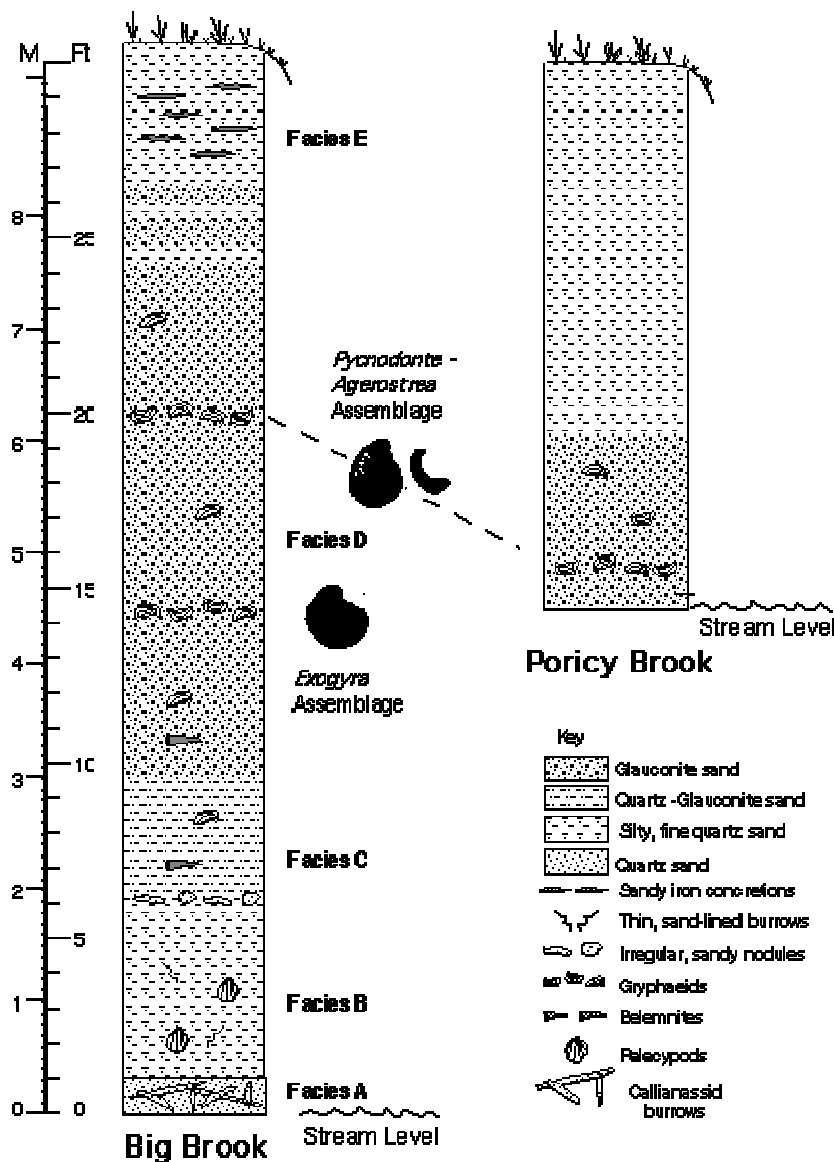 M Ft
Facies E
8
25
7
Pycnodonte -
Agerostrea
Assemblage
20
6
Facies D
5
15
Stream Level
4
Exogyra
Assemblage
Poricy Brook
10
3
Key
Glauconite sand
Quartz -Glauconite sand
Silty, fine quartz sand
Quartz sand
Sandy iron concretions
Thin, sand-lined burrows
Irregular, sandy nodules
Gryphaeids
Belemnites
Pelecypods
Callianassid
burrows
Facies C
2
5
1
Facies B
Facies A
0 0
Stream Level
Big Brook